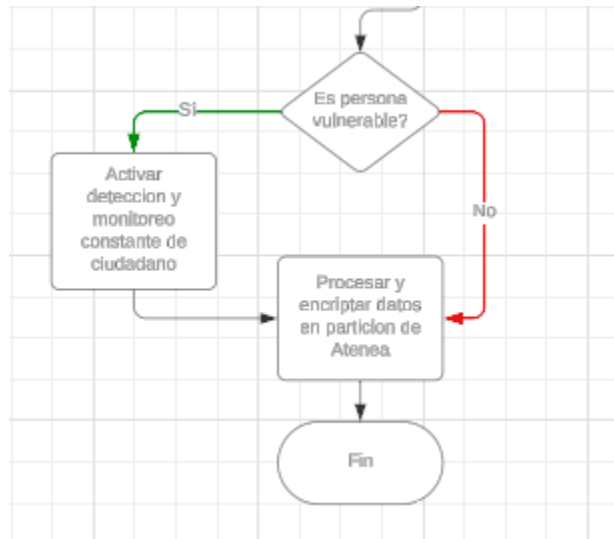 Es persona
vulnerable?
Si
No
Activar
deteccion y
monitoreo
constante de
ciudadano
Procesar y
encriptar datos
en particion de
Atenea
Fin